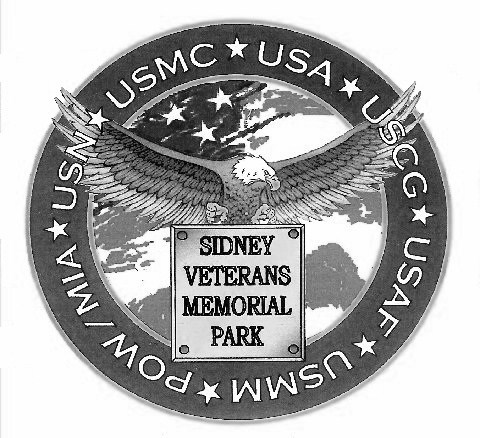 USN ★ USMC ★ USA ★ USCG ★ USAF ★ USMM ★ POW / MIA ★
SIDNEY
VETERANS
MEMORIAL
PARK